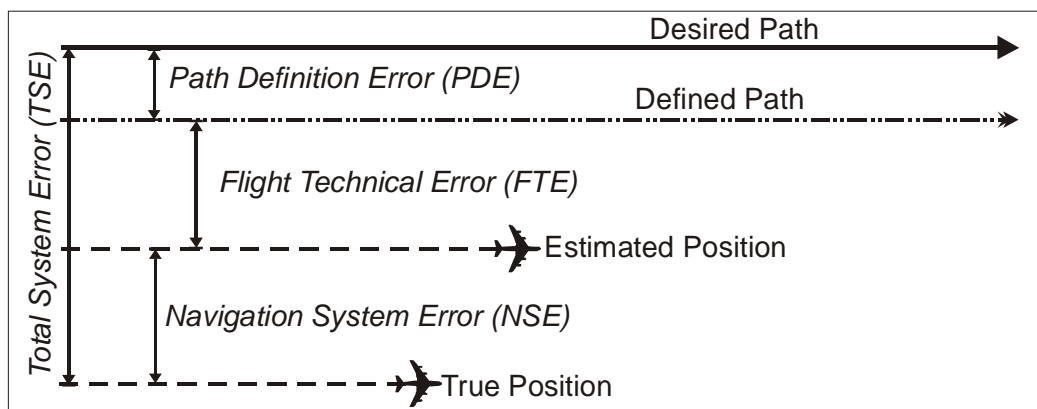 Desired Path
Path Definition Error (PDE)
Defined Path
Total System Error (TSE)
Flight Technical Error (FTE)
Estimated Position
Navigation System Error (NSE)
True Position